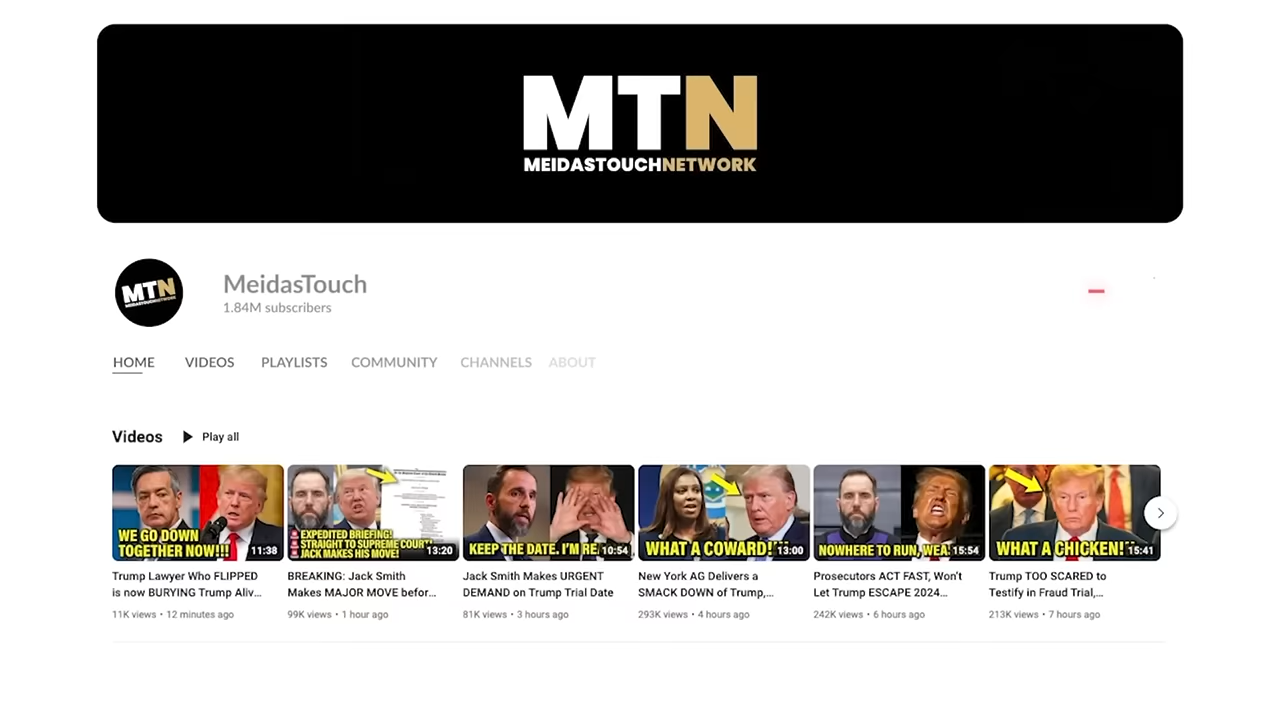 MTN
MEIDASTOUCHNETWORK
MTN
MEIDASTOUCHNETWORK
MeidasTouch
1.84M subscribers
HOME VIDEOS PLAYLISTS COMMUNITY CHANNELS ABOUT
Videos Play all
WE GO DOWN
TOGETHER NOW!!!
11:38
EXPEDITED BRIEFING!
STRAIGHT TO SUPREME COURT
JACK MAKES HIS MOVE!
13:20
KEEP THE DATE. I'M RE
10:54
WHAT A COWARD!
13:00
NOWHERE TO RUN, WEA
15:54
WHAT A CHICKEN!
15:41
Trump Lawyer Who FLIPPED
is now BURYING Trump Aliv...
11K views • 12 minutes ago
BREAKING: Jack Smith
Makes MAJOR MOVE befor...
99K views • 1 hour ago
Jack Smith Makes URGENT
DEMAND on Trump Trial Date
81K views • 3 hours ago
New York AG Delivers a
SMACK DOWN of Trump,...
293K views • 4 hours ago
Prosecutors ACT FAST, Won't
Let Trump ESCAPE 2024...
242K views • 6 hours ago
Trump TOO SCARED to
Testify in Fraud Trial,...
213K views • 7 hours ago